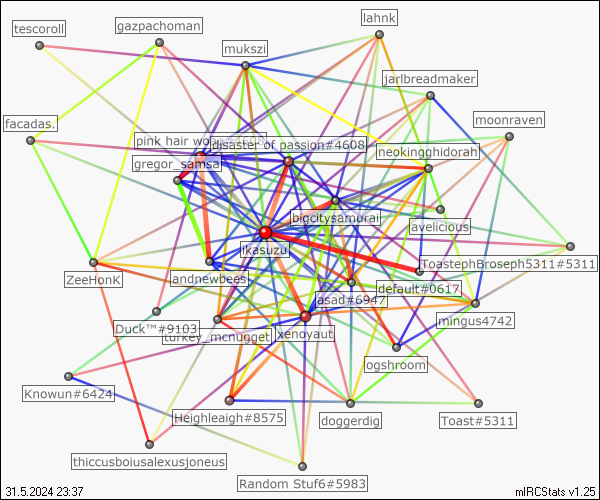 lahnk
gazpachoman
tescoroll
mukszi
jarlbreadmaker
moonraven
facadas.
pink hair
disaster of passion#4608
neokingghidorah
gregor_samsa
bigcitysamurai
avelicious
ikasuzu
ToastephBroseph5311#5311
ZeeHonK
andnewbees
default#0617
asad#6947
mingus4742
Duck™#9103
turkey_mcnugget
xenoyaut
ogshroom
Knowun#6424
Heighleaigh#8575
doggerdig
Toast#5311
thiccusboiusalexusjoneus
Random Stuf6#5983
31.5.2024 23:37
mIRCStats v1.25